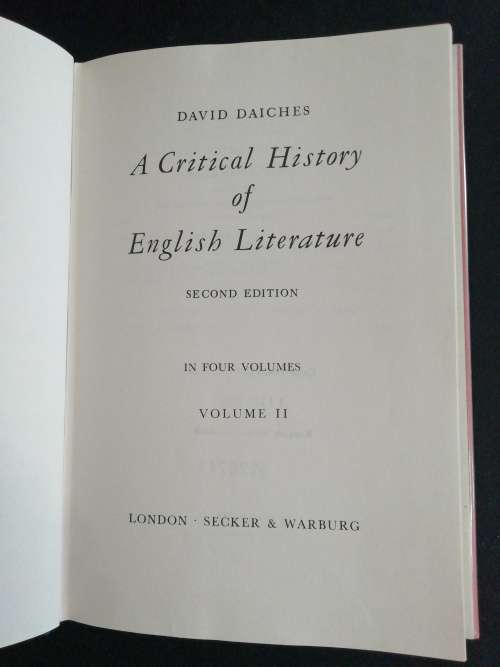 DAVID DAICHES
A Critical History
of
English Literature
SECOND EDITION
IN FOUR VOLUMES
VOLUME II
LONDON · SECKER & WARBURG